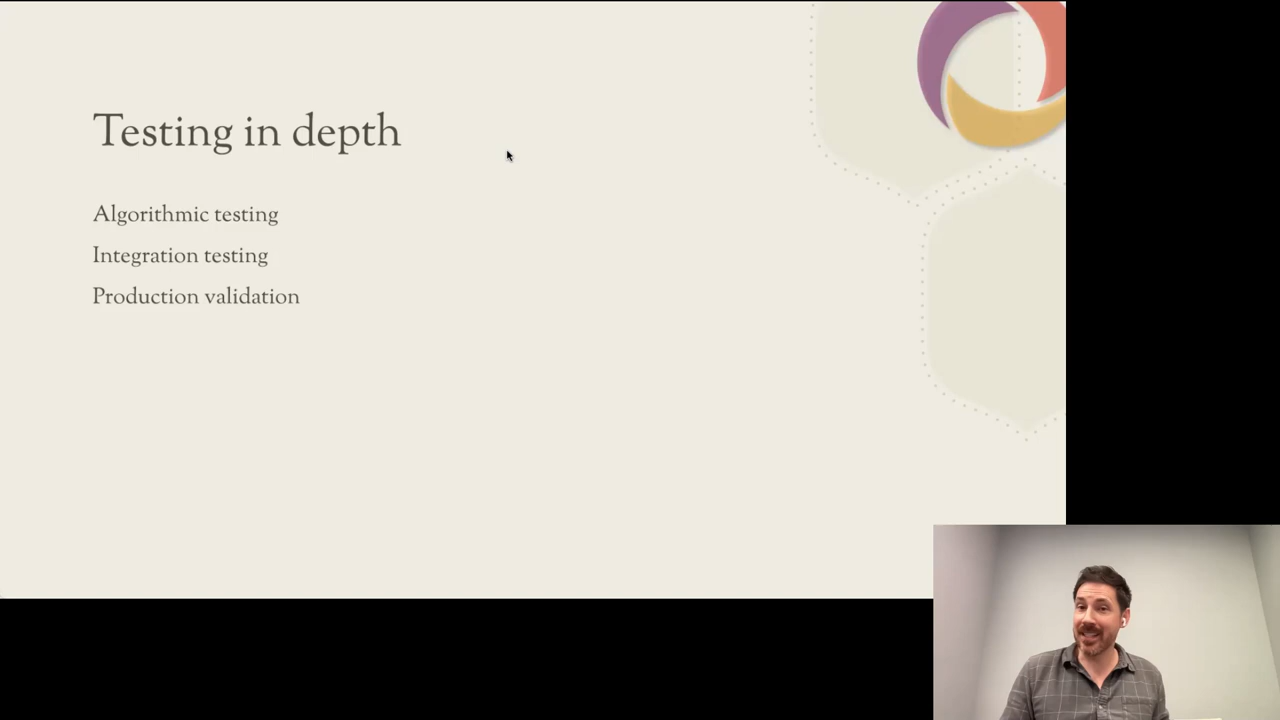 Testing in depth
Algorithmic testing
Integration testing
Production validation